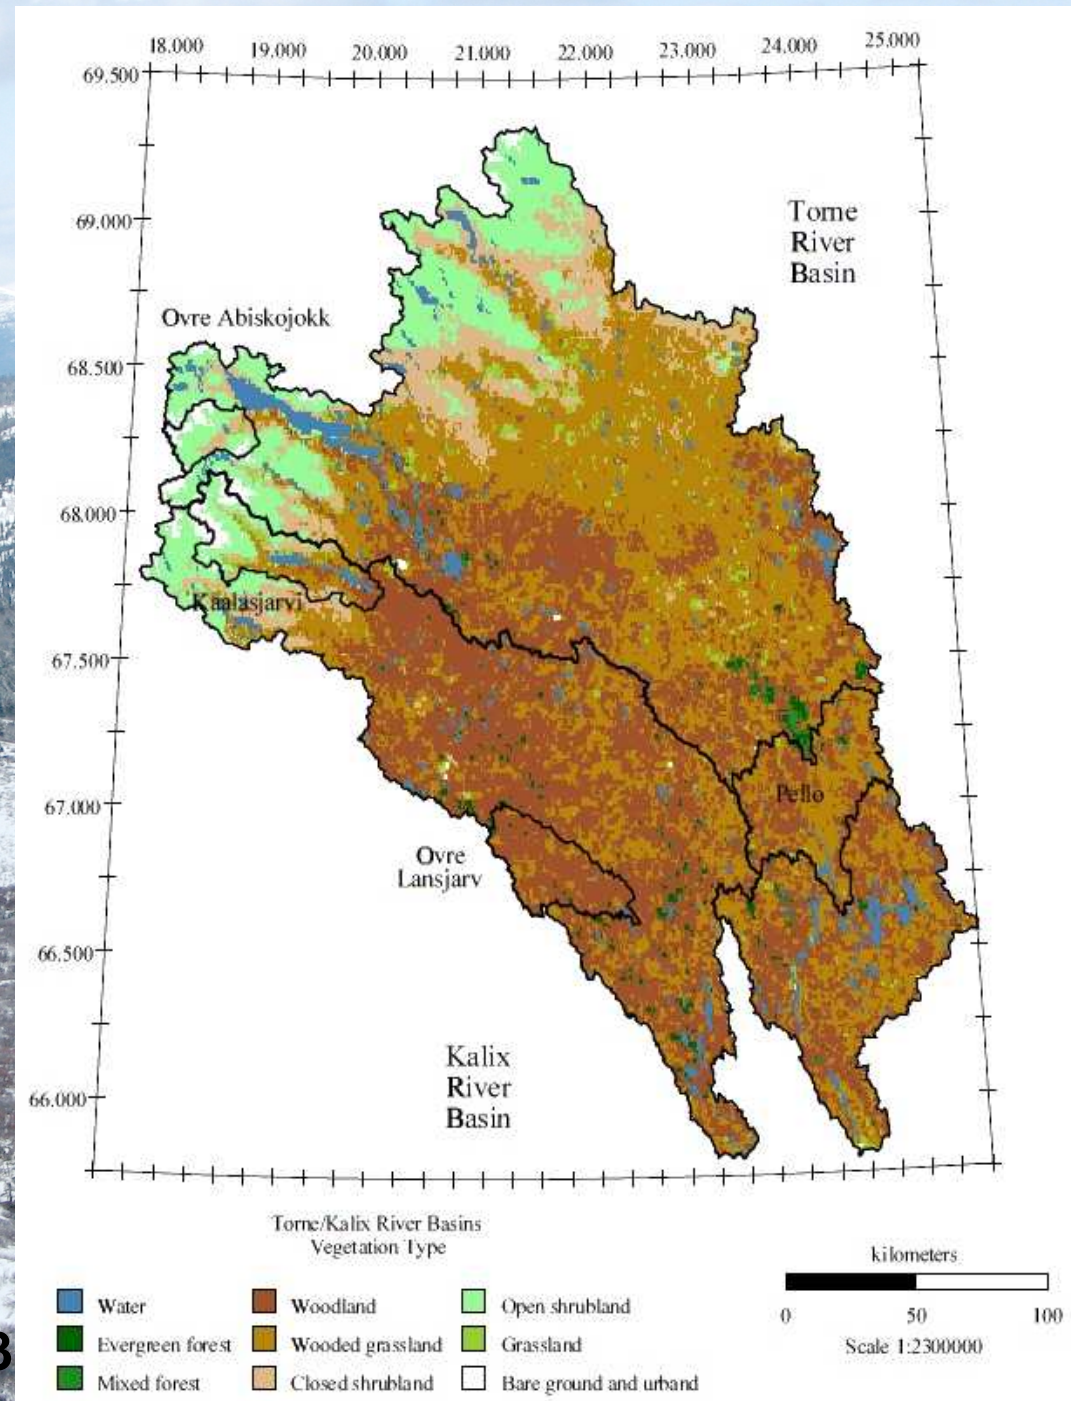 18.000 19.000 20.000 21.000 22.000 23.000 24.000 25.000
69.500
69.000
68.500
68.000
67.500
67.000
66.500
66.000
Torne
River
Basin
Ovre Abiskojokk
Kaalasjarvi
Pello
Ovre
Lansjarv
Kalix
River
Basin
Torne/Kalix River Basins
Vegetation Type
Water
Evergreen forest
Mixed forest
Woodland
Wooded grassland
Closed shrubland
Open shrubland
Grassland
Bare ground and urband
kilometers
0 50 100
Scale 1:2300000